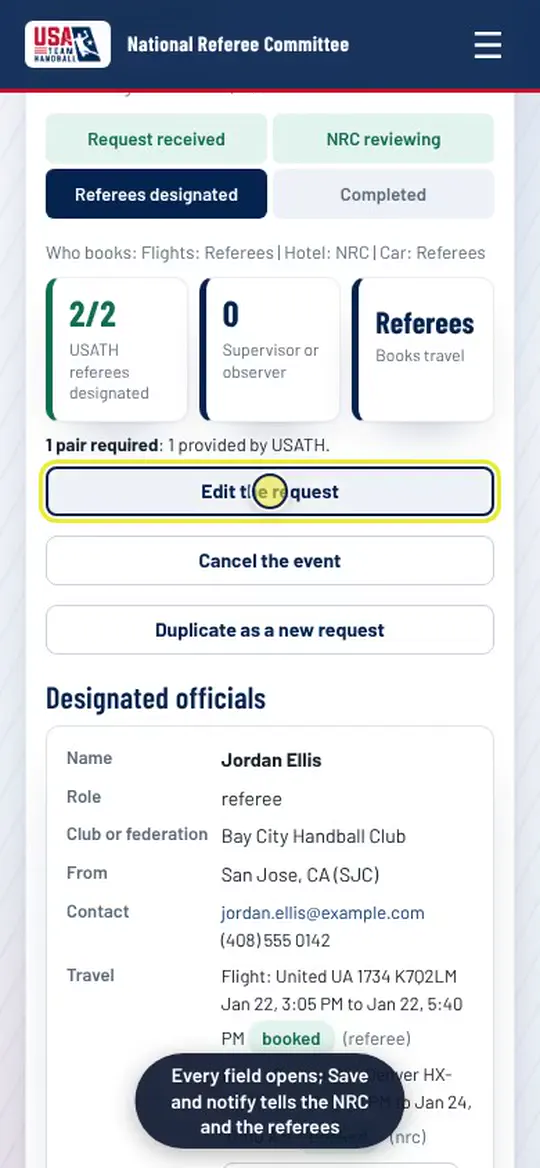 USA
TEAM
HANDBALL
National Referee Committee
Request received
NRC reviewing
Referees designated
Completed
Who books: Flights: Referees | Hotel: NRC | Car: Referees
2/2
USATH
referees
designated
0
Supervisor or
observer
Referees
Books travel
1 pair required: 1 provided by USATH.
Edit the request
Cancel the event
Duplicate as a new request
Designated officials
Name
Jordan Ellis
Role
referee
Club or federation
Bay City Handball Club
From
San Jose, CA (SJC)
Contact
jordan.ellis@example.com
(408) 555 0142
Travel
Flight: United UA 1734 K7Q2LM
Jan 22, 3:05 PM to Jan 22, 5:40
PM booked (referee)
HX-
to Jan 24,
(nrc)
Every field opens; Save
and notify tells the NRC
and the referees